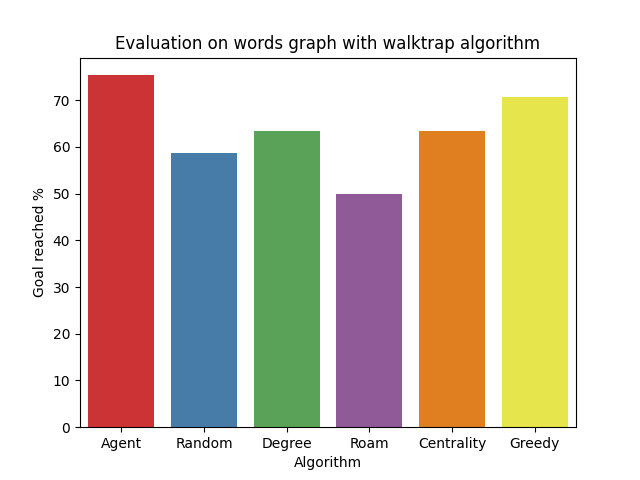 Evaluation on words graph with walktrap algorithm
Goal reached %
70
60
50
40
30
20
10
0
Agent Random Degree Roam Centrality Greedy
Algorithm